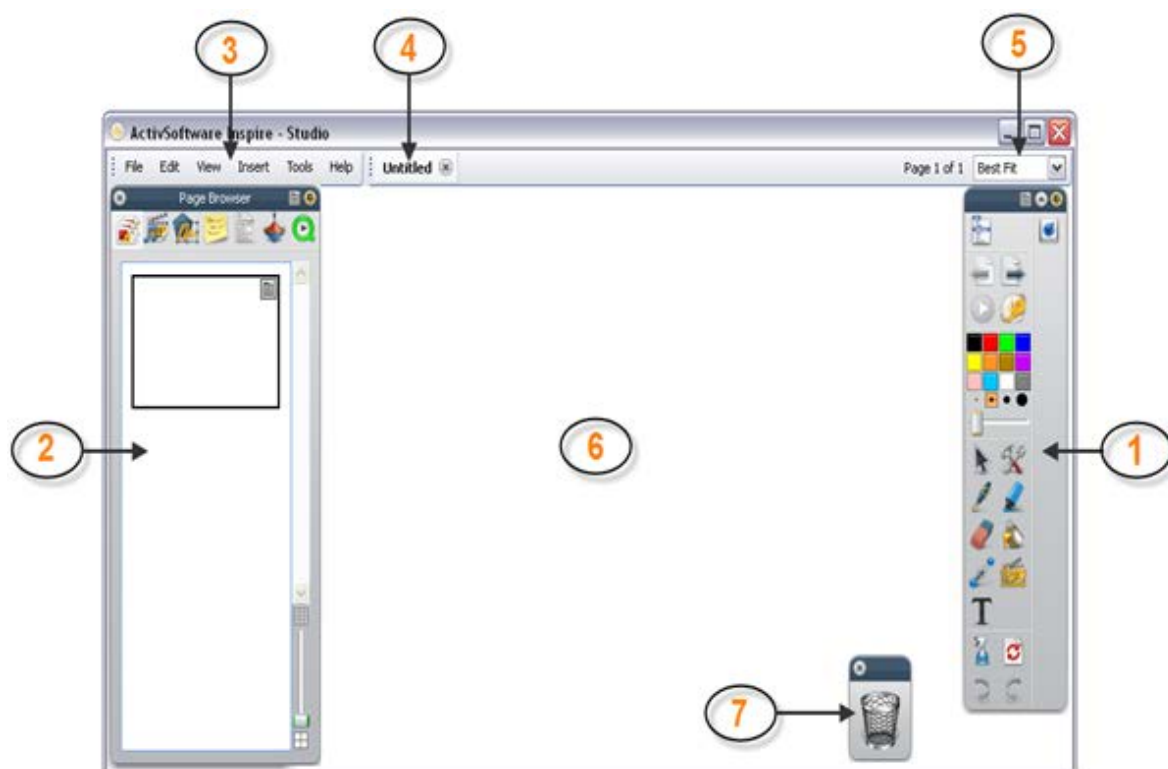 3
4
5
ActivSoftware Inspire - Studio
File Edit View Insert Tools Help
Untitled
Page 1 of 1 Best Fit
Page Browser
2
6
1
T
7